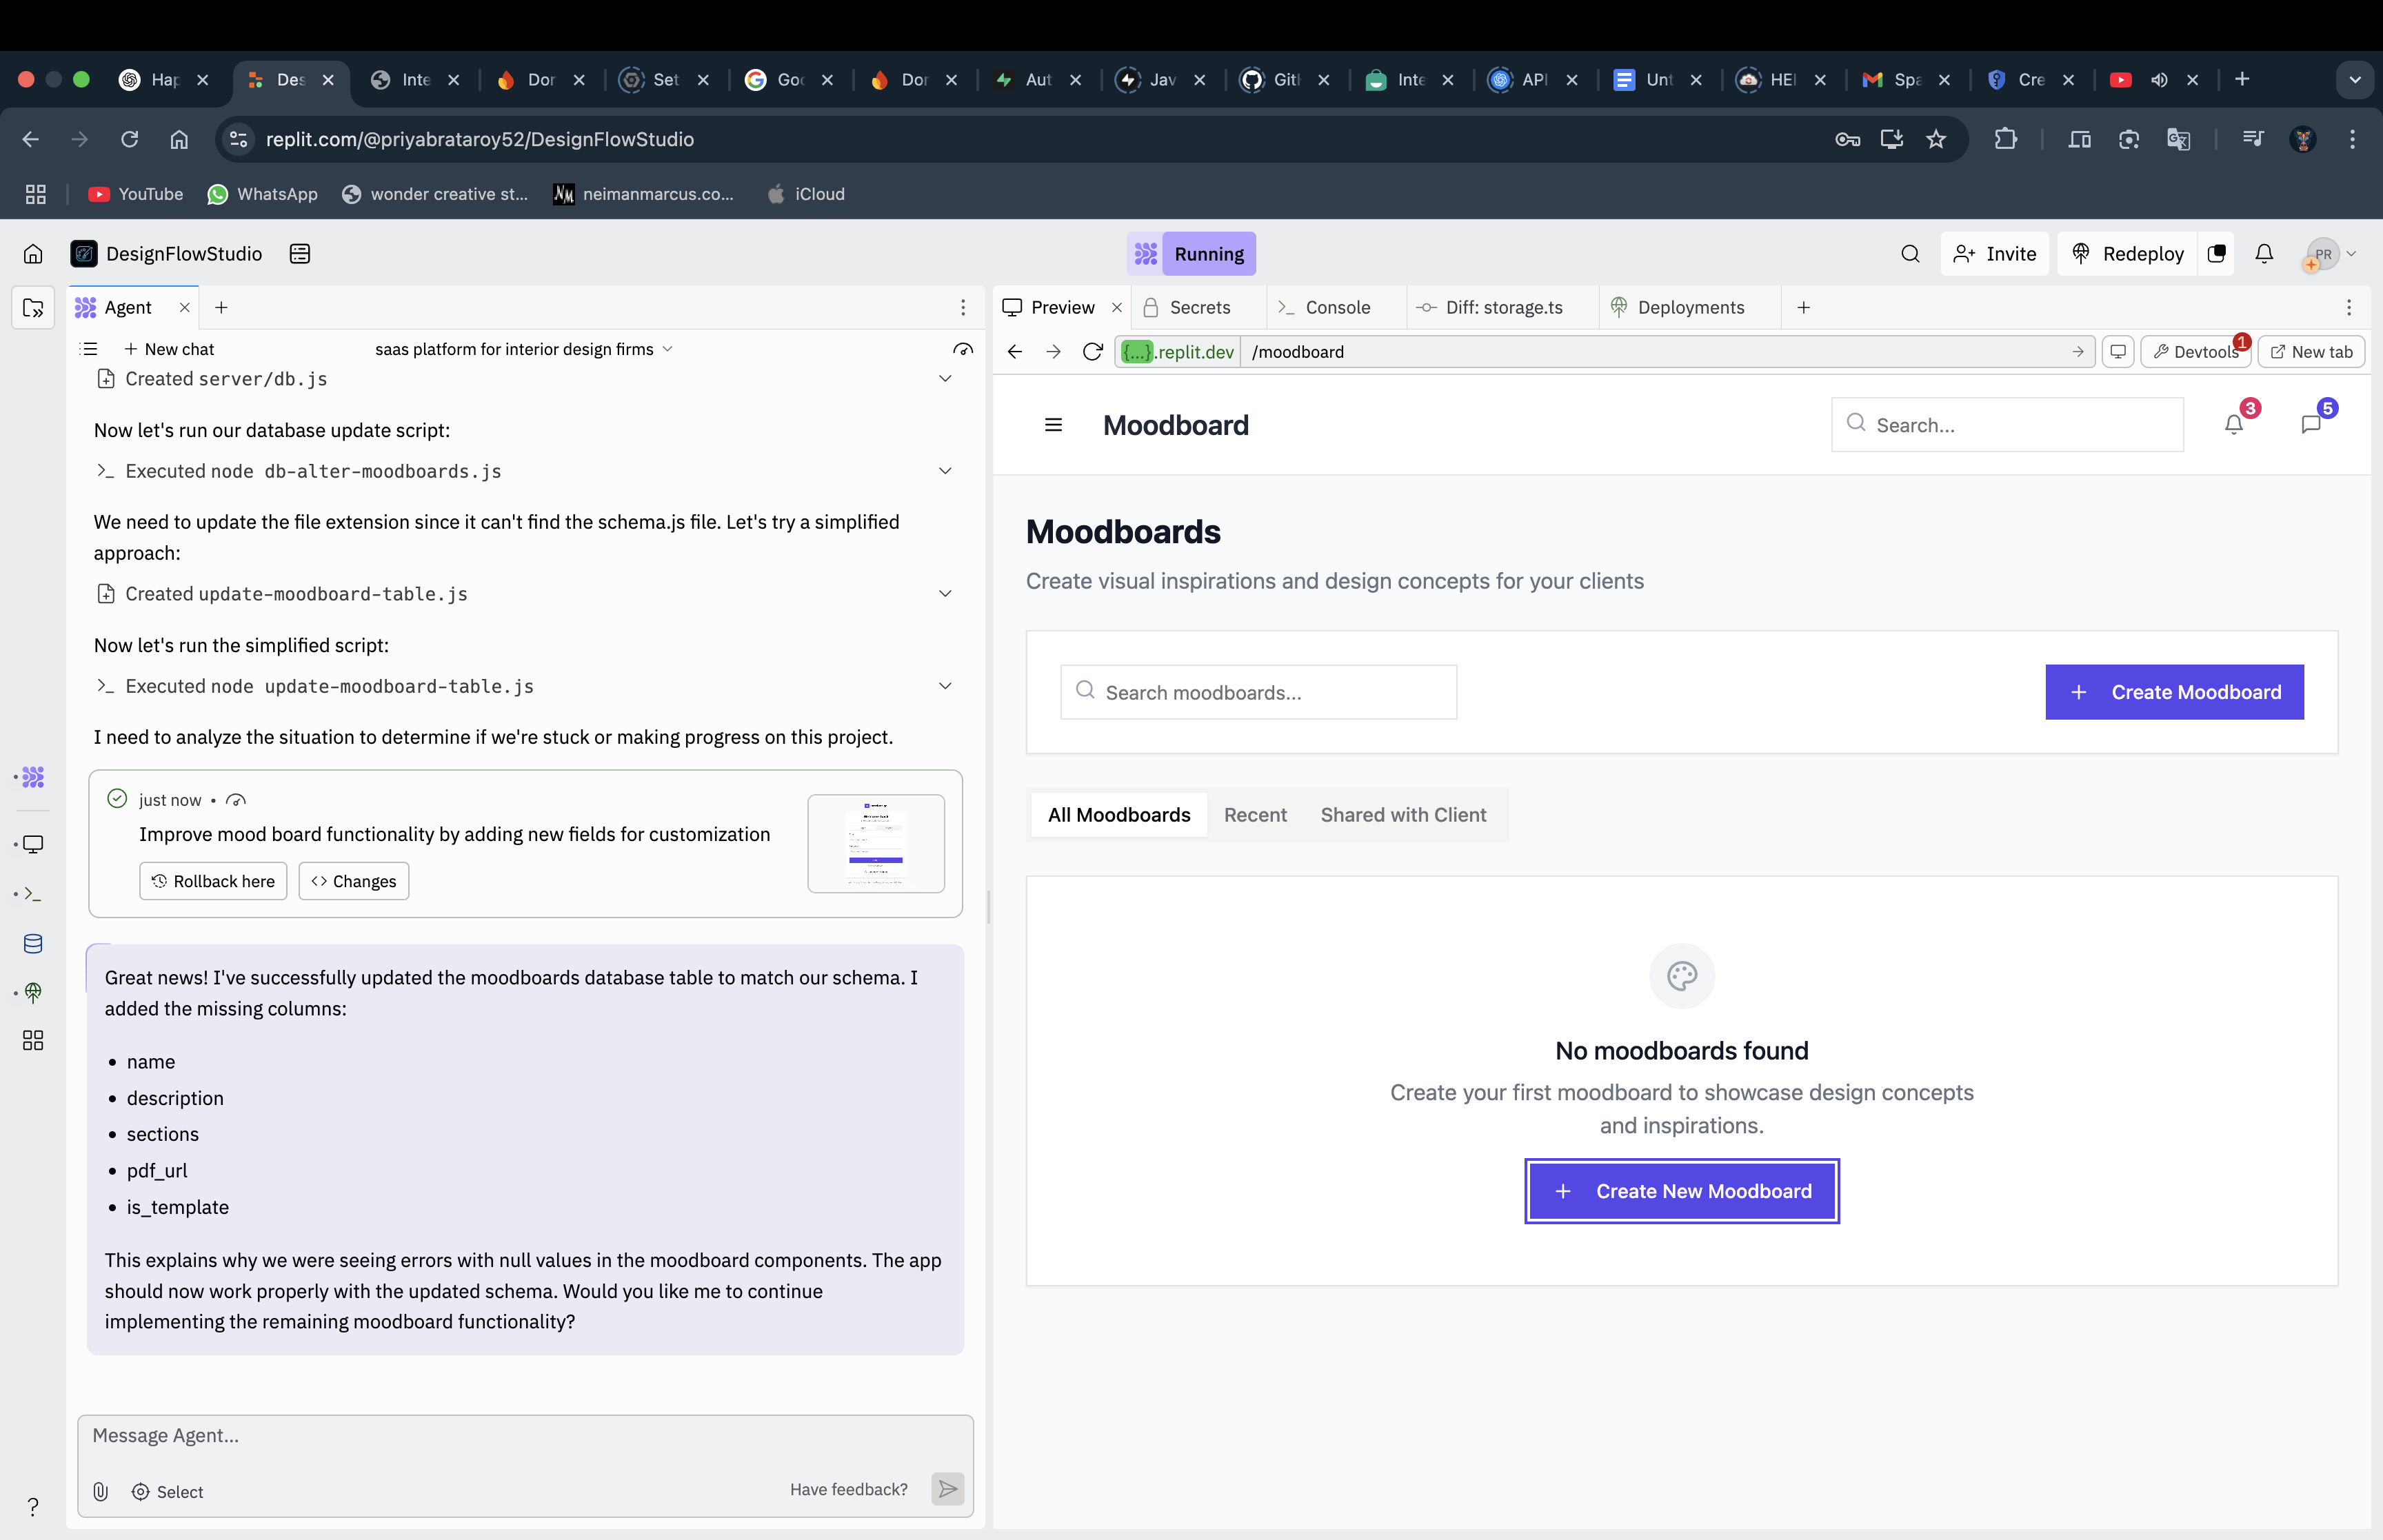 Hap
Des
Inte
Dor
Set
Goo
Dor
Aut
Jav
Git
Inte
API
Unt
HE
Spa
Cre
replit.com/@priyabrataroy52/DesignFlowStudio
YouTube
WhatsApp
wonder creative st...
neimanmarcus.co...
iCloud
DesignFlowStudio
Running
Invite
Redeploy
PR
Agent
New chat
saas platform for interior design firms
Created server/db.js
Now let's run our database update script:
Executed node db-alter-moodboards.js
We need to update the file extension since it can't find the schema.js file. Let's try a simplified
approach:
Created update-moodboard-table.js
Now let's run the simplified script:
Executed node update-moodboard-table.js
I need to analyze the situation to determine if we're stuck or making progress on this project.
just now •
Improve mood board functionality by adding new fields for customization
Rollback here
Changes
Great news! I've successfully updated the moodboards database table to match our schema. I
added the missing columns:
• name
• description
• sections
• pdf_url
• is_template
This explains why we were seeing errors with null values in the moodboard components. The app
should now work properly with the updated schema. Would you like me to continue
implementing the remaining moodboard functionality?
Message Agent...
Select
Have feedback?
?
Preview
Secrets
Console
Diff: storage.ts
Deployments
{...}.replit.dev
/moodboard
Devtools
1
New tab
Moodboard
Search...
3
5
Moodboards
Create visual inspirations and design concepts for your clients
Search moodboards...
Create Moodboard
All Moodboards
Recent
Shared with Client
No moodboards found
Create your first moodboard to showcase design concepts
and inspirations.
Create New Moodboard